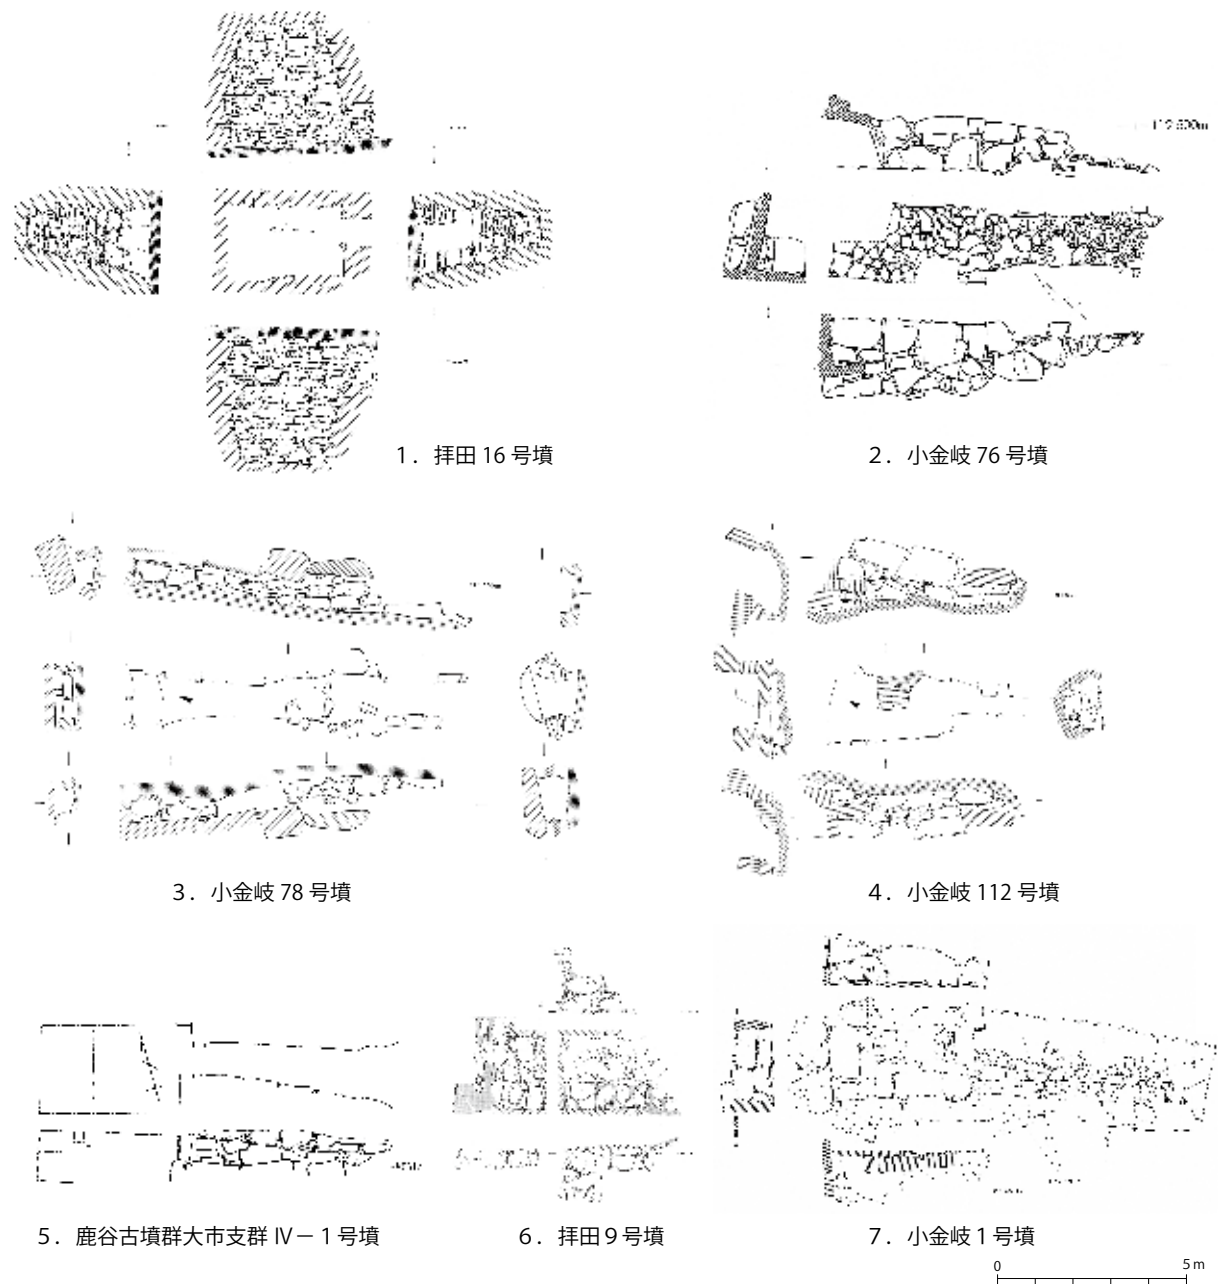 1．拝田 16 号墳
2．小金岐 76 号墳
3．小金岐 78 号墳
4．小金岐 112 号墳
5．鹿谷古墳群大市支群 Ⅳ－１号墳
6．拝田９号墳
7．小金岐１号墳
0 5m